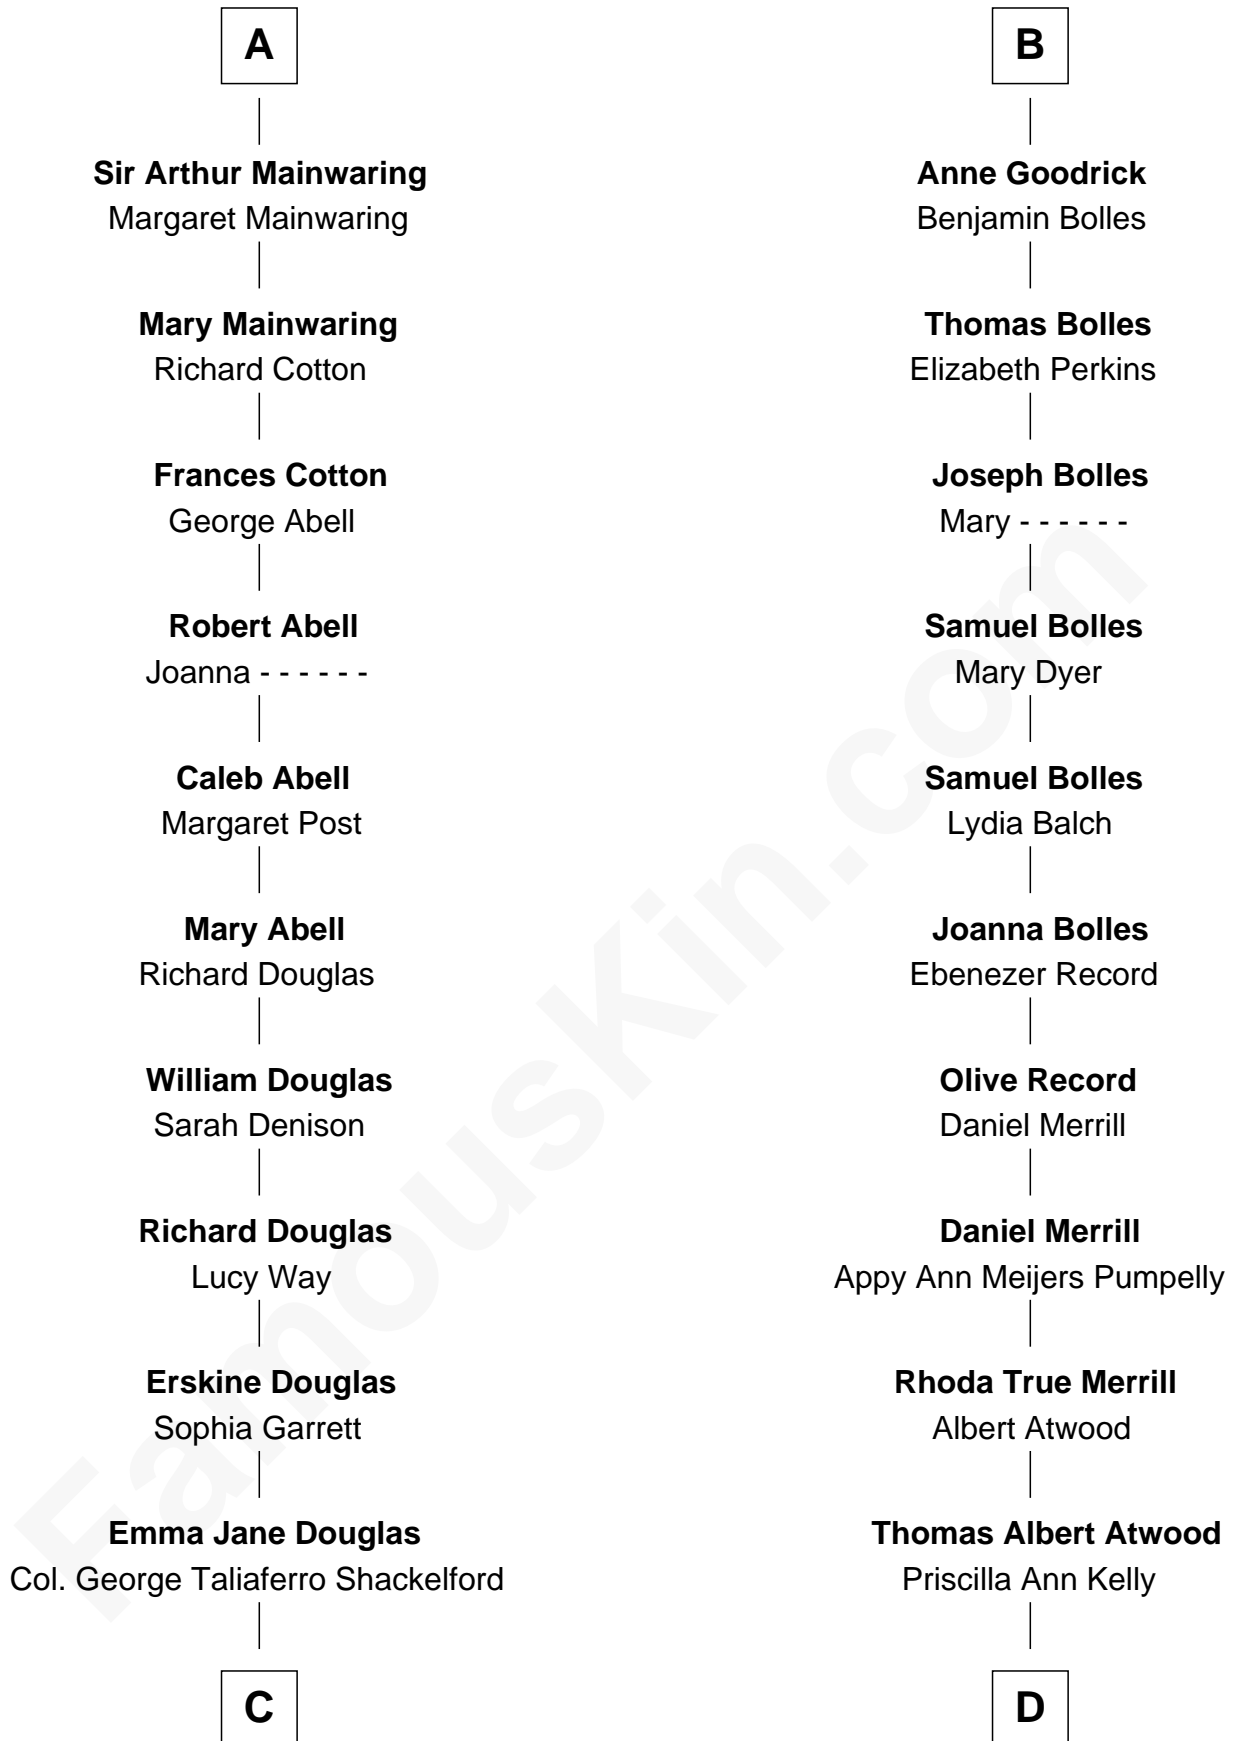 A
Sir Arthur Mainwaring
Margaret Mainwaring
Mary Mainwaring
Richard Cotton
Frances Cotton
George Abell
Robert Abell
Joanna - - - - - -
Caleb Abell
Margaret Post
Mary Abell
Richard Douglas
William Douglas
Sarah Denison
Richard Douglas
Lucy Way
Erskine Douglas
Sophia Garrett
Emma Jane Douglas
Col. George Taliaferro Shackelford
C
B
Anne Goodrick
Benjamin Bolles
Thomas Bolles
Elizabeth Perkins
Joseph Bolles
Mary - - - - - -
Samuel Bolles
Mary Dyer
Samuel Bolles
Lydia Balch
Joanna Bolles
Ebenezer Record
Olive Record
Daniel Merrill
Daniel Merrill
Appy Ann Meijers Pumpelly
Rhoda True Merrill
Albert Atwood
Thomas Albert Atwood
Priscilla Ann Kelly
D
FamousKin.com